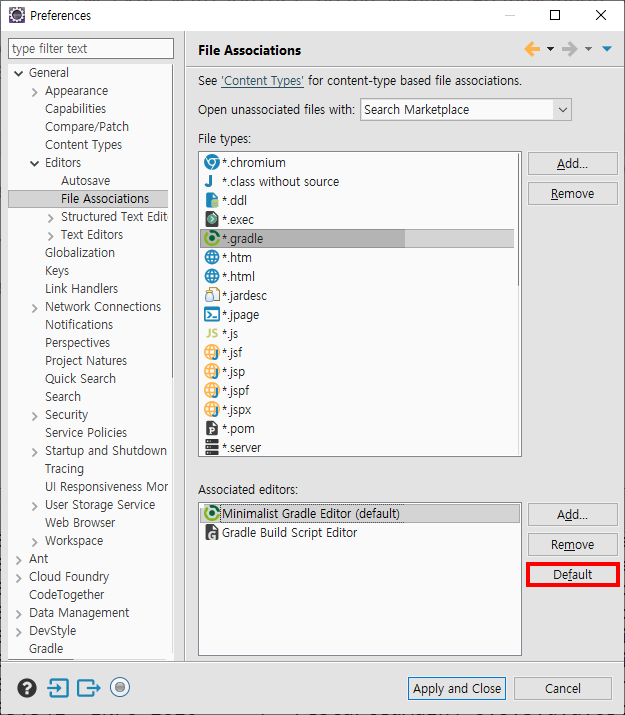 Preferences
type filter text
General
Appearance
Capabilities
Compare/Patch
Content Types
Editors
Autosave
File Associations
Structured Text Edit
Text Editors
Globalization
Keys
Link Handlers
Network Connections
Notifications
Perspectives
Project Natures
Quick Search
Search
Security
Service Policies
Startup and Shutdown
Tracing
UI Responsiveness Mor
User Storage Service
Web Browser
Workspace
Ant
Cloud Foundry
CodeTogether
Data Management
DevStyle
Gradle
File Associations
See 'Content Types' for content-type based file associations.
Open unassociated files with: Search Marketplace
File types:
*.chromium
*.class without source
*.ddl
*.exec
*.gradle
*.htm
*.html
*.jardesc
*.jpage
*.js
*.jsf
*.jsp
*.jspf
*.jspx
*.pom
*.server
Add...
Remove
Associated editors:
Minimalist Gradle Editor (default)
Gradle Build Script Editor
Add...
Remove
Default
Apply and Close
Cancel